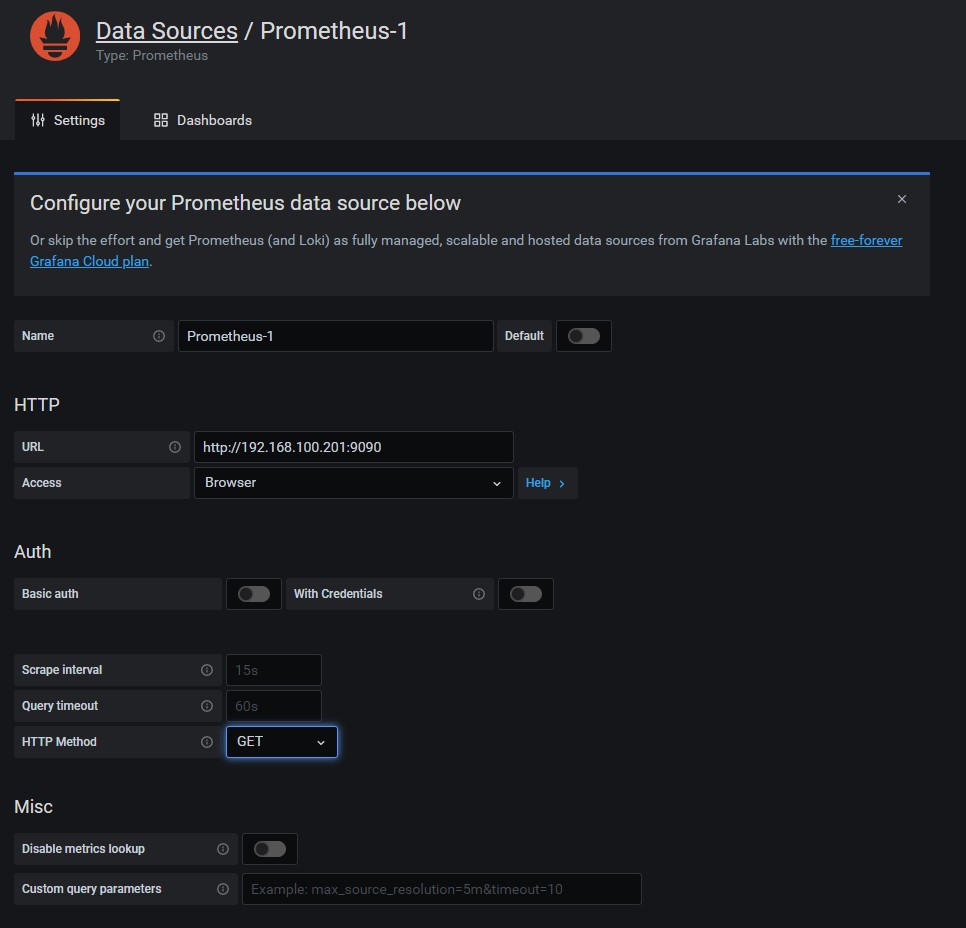 Data Sources / Prometheus-1
Type: Prometheus
Settings
Dashboards
Configure your Prometheus data source below
Or skip the effort and get Prometheus (and Loki) as fully managed, scalable and hosted data sources from Grafana Labs with the free-forever
Grafana Cloud plan.
Name
Prometheus-1
Default
HTTP
URL
http://192.168.100.201:9090
Access
Browser
Help
Auth
Basic auth
With Credentials
Scrape interval
15s
Query timeout
60s
HTTP Method
GET
Misc
Disable metrics lookup
Custom query parameters
Example: max_source_resolution=5m&timeout=10